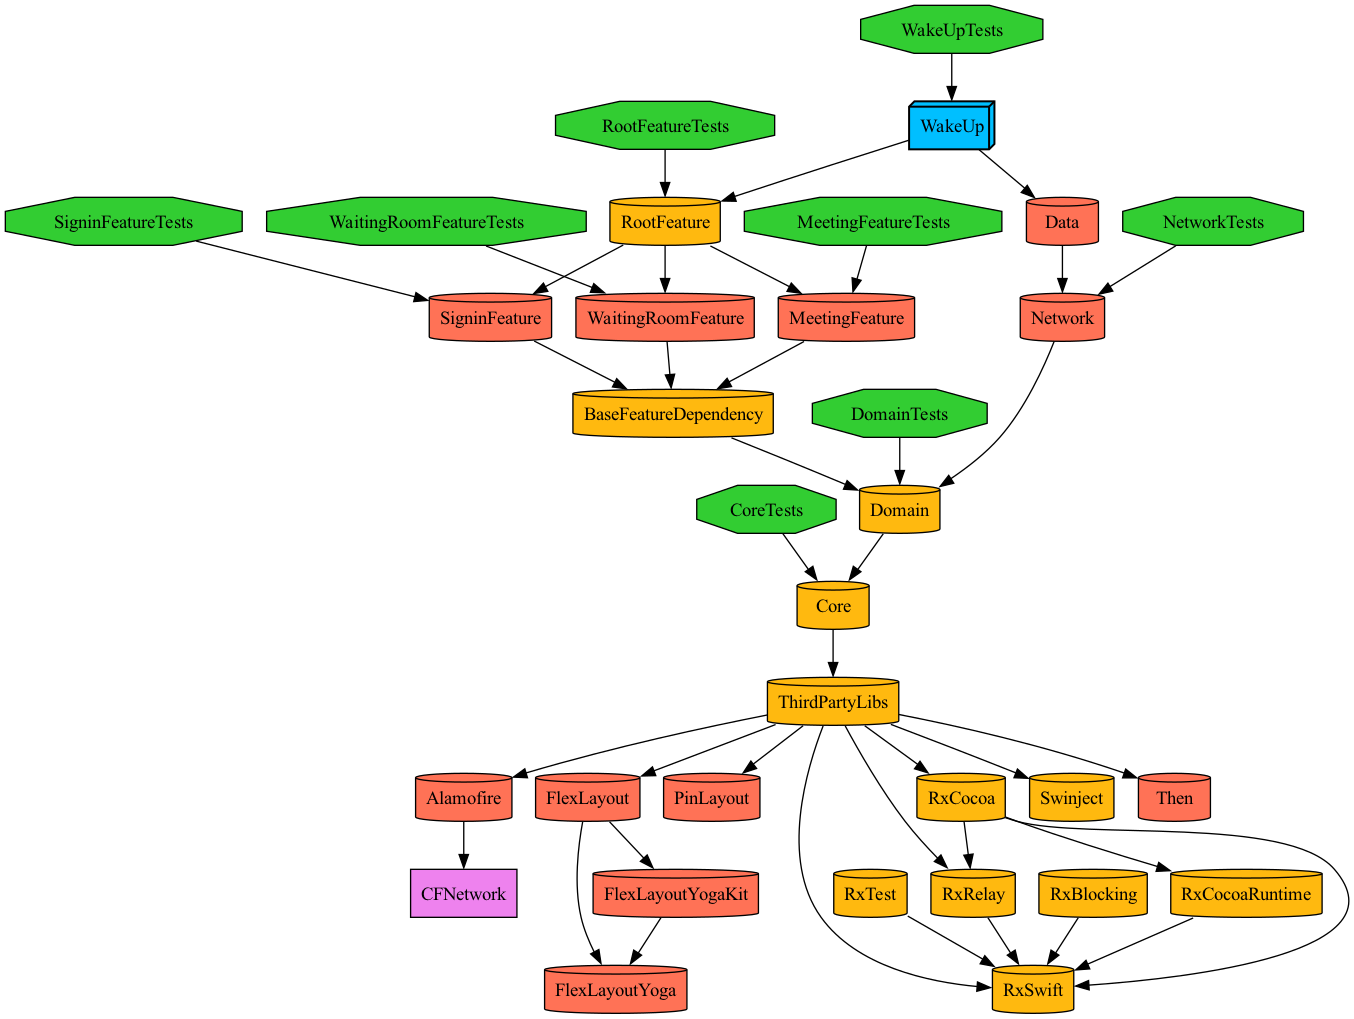 WakeUpTests
RootFeatureTests
WakeUp
SigninFeatureTests
WaitingRoomFeatureTests
RootFeature
MeetingFeatureTests
Data
NetworkTests
SigninFeature
WaitingRoomFeature
MeetingFeature
Network
BaseFeatureDependency
DomainTests
CoreTests
Domain
Core
ThirdPartyLibs
Alamofire
FlexLayout
PinLayout
RxCocoa
Swinject
Then
CFNetwork
FlexLayoutYogaKit
RxTest
RxRelay
RxBlocking
RxCocoaRuntime
FlexLayoutYoga
RxSwift